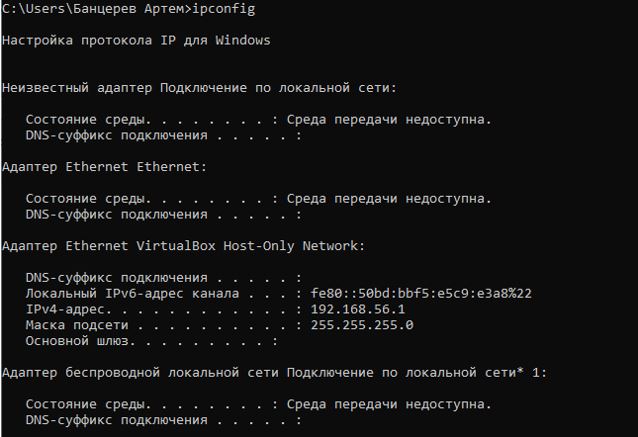 C:\Users\Банцерев Артем>ipconfig
Настройка протокола IP для Windows
Неизвестный адаптер Подключение по локальной сети:
Состояние среды. . . . . . . . : Среда передачи недоступна.
DNS-суффикс подключения . . . . . :
Адаптер Ethernet Ethernet:
Состояние среды. . . . . . . . : Среда передачи недоступна.
DNS-суффикс подключения . . . . . :
Адаптер Ethernet VirtualBox Host-Only Network:
DNS-суффикс подключения . . . . . :
Локальный IPv6-адрес канала . . . : fe80::50bd:bbf5:e5c9:e3a8%22
IPv4-адрес. . . . . . . . . . . . : 192.168.56.1
Маска подсети . . . . . . . . . . : 255.255.255.0
Основной шлюз. . . . . . . . . :
Адаптер беспроводной локальной сети Подключение по локальной сети* 1:
Состояние среды. . . . . . . . : Среда передачи недоступна.
DNS-суффикс подключения . . . . . :